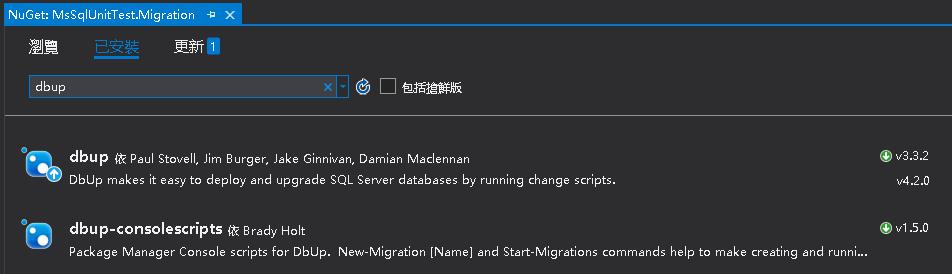 NuGet: MsSqlUnitTest.Migration
瀏覽 已安裝 更新 1
dbup 包括搶鮮版
dbup 依 Paul Stovell, Jim Burger, Jake Ginnivan, Damian Maclennan v3.3.2
DbUp makes it easy to deploy and upgrade SQL Server databases by running change scripts. v4.2.0
dbup-consolescripts 依 Brady Holt v1.5.0
Package Manager Console scripts for DbUp. New-Migration [Name] and Start-Migrations commands help to make creating and runni...